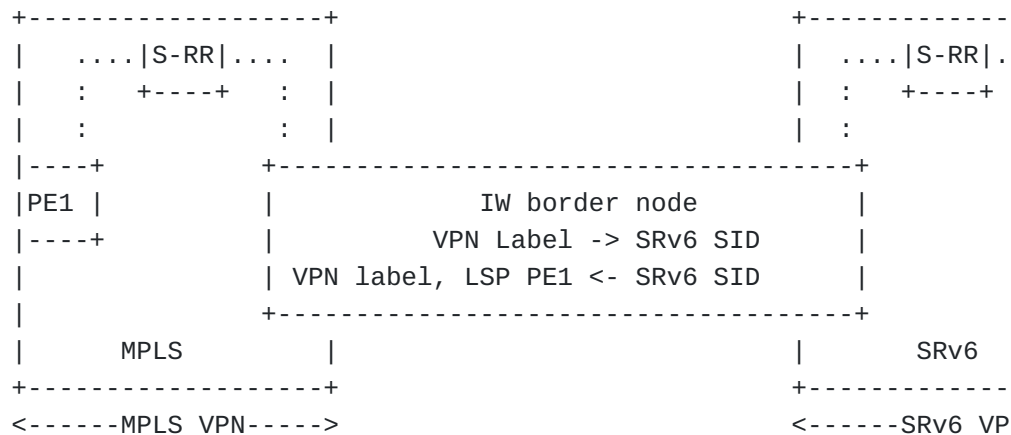 +-------------------+ +-------------
| ....|S-RR|.... | | ....|S-RR|.
| : +----+ : | | : +----+
| : : | | :
|----+ +------------------------------------+
|PE1 | | IW border node |
|----+ | VPN Label -> SRv6 SID |
| | VPN label, LSP PE1 <- SRv6 SID |
| +------------------------------------+
| MPLS | | SRv6
+-------------------+ +-------------
<------MPLS VPN-----> <------SRv6 VP